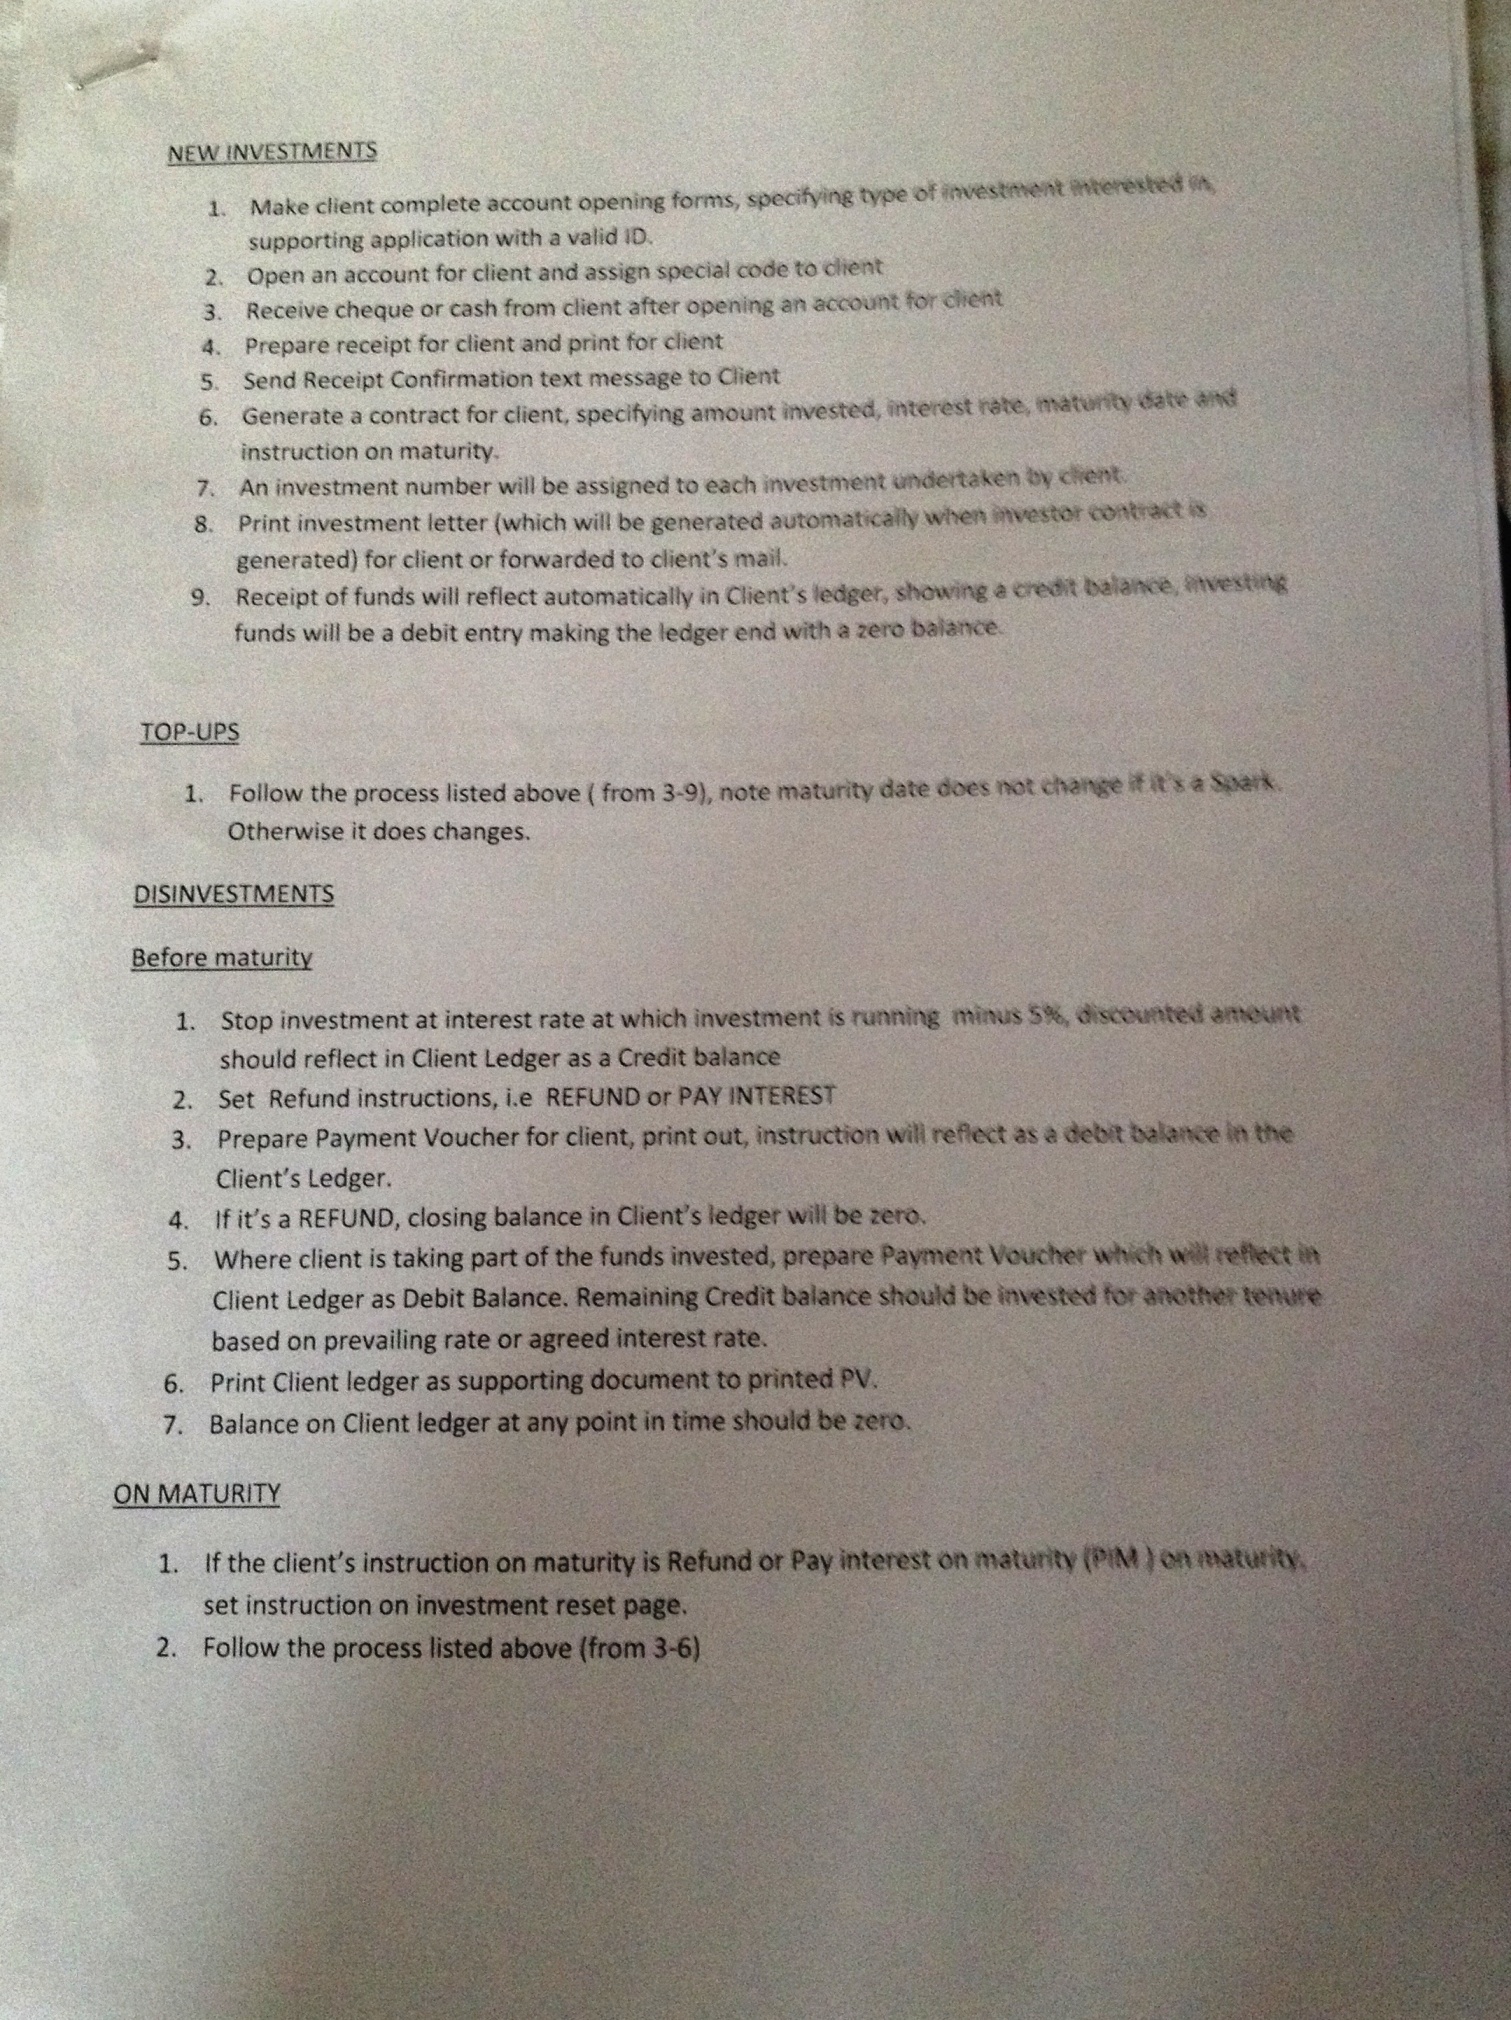 NEW INVESTMENTS
1. Make client complete account opening forms, specifying type of investment interested in,
supporting application with a valid ID.
2. Open an account for client and assign special code to client
3. Receive cheque or cash from client after opening an account for client
4. Prepare receipt for client and print for client
5. Send Receipt Confirmation text message to Client
6. Generate a contract for client, specifying amount invested, interest rate, maturity date and
instruction on maturity.
7. An investment number will be assigned to each investment undertaken by client.
8. Print investment letter (which will be generated automatically when investor contract is
generated) for client or forwarded to client's mail.
9. Receipt of funds will reflect automatically in Client's ledger, showing a credit balance, investing
funds will be a debit entry making the ledger end with a zero balance.
TOP-UPS
1. Follow the process listed above ( from 3-9), note maturity date does not change if it's a Spark.
Otherwise it does changes.
DISINVESTMENTS
Before maturity
1. Stop investment at interest rate at which investment is running minus 5%, discounted amount
should reflect in Client Ledger as a Credit balance
2. Set Refund instructions, i.e REFUND or PAY INTEREST
3. Prepare Payment Voucher for client, print out, instruction will reflect as a debit balance in the
Client's Ledger.
4. If it's a REFUND, closing balance in Client's ledger will be zero.
5. Where client is taking part of the funds invested, prepare Payment Voucher which will reflect in
Client Ledger as Debit Balance. Remaining Credit balance should be invested for another tenure
based on prevailing rate or agreed interest rate.
6. Print Client ledger as supporting document to printed PV.
7. Balance on Client ledger at any point in time should be zero.
ON MATURITY
1. If the client's instruction on maturity is Refund or Pay interest on maturity (PIM ) on maturity,
set instruction on investment reset page.
2. Follow the process listed above (from 3-6)